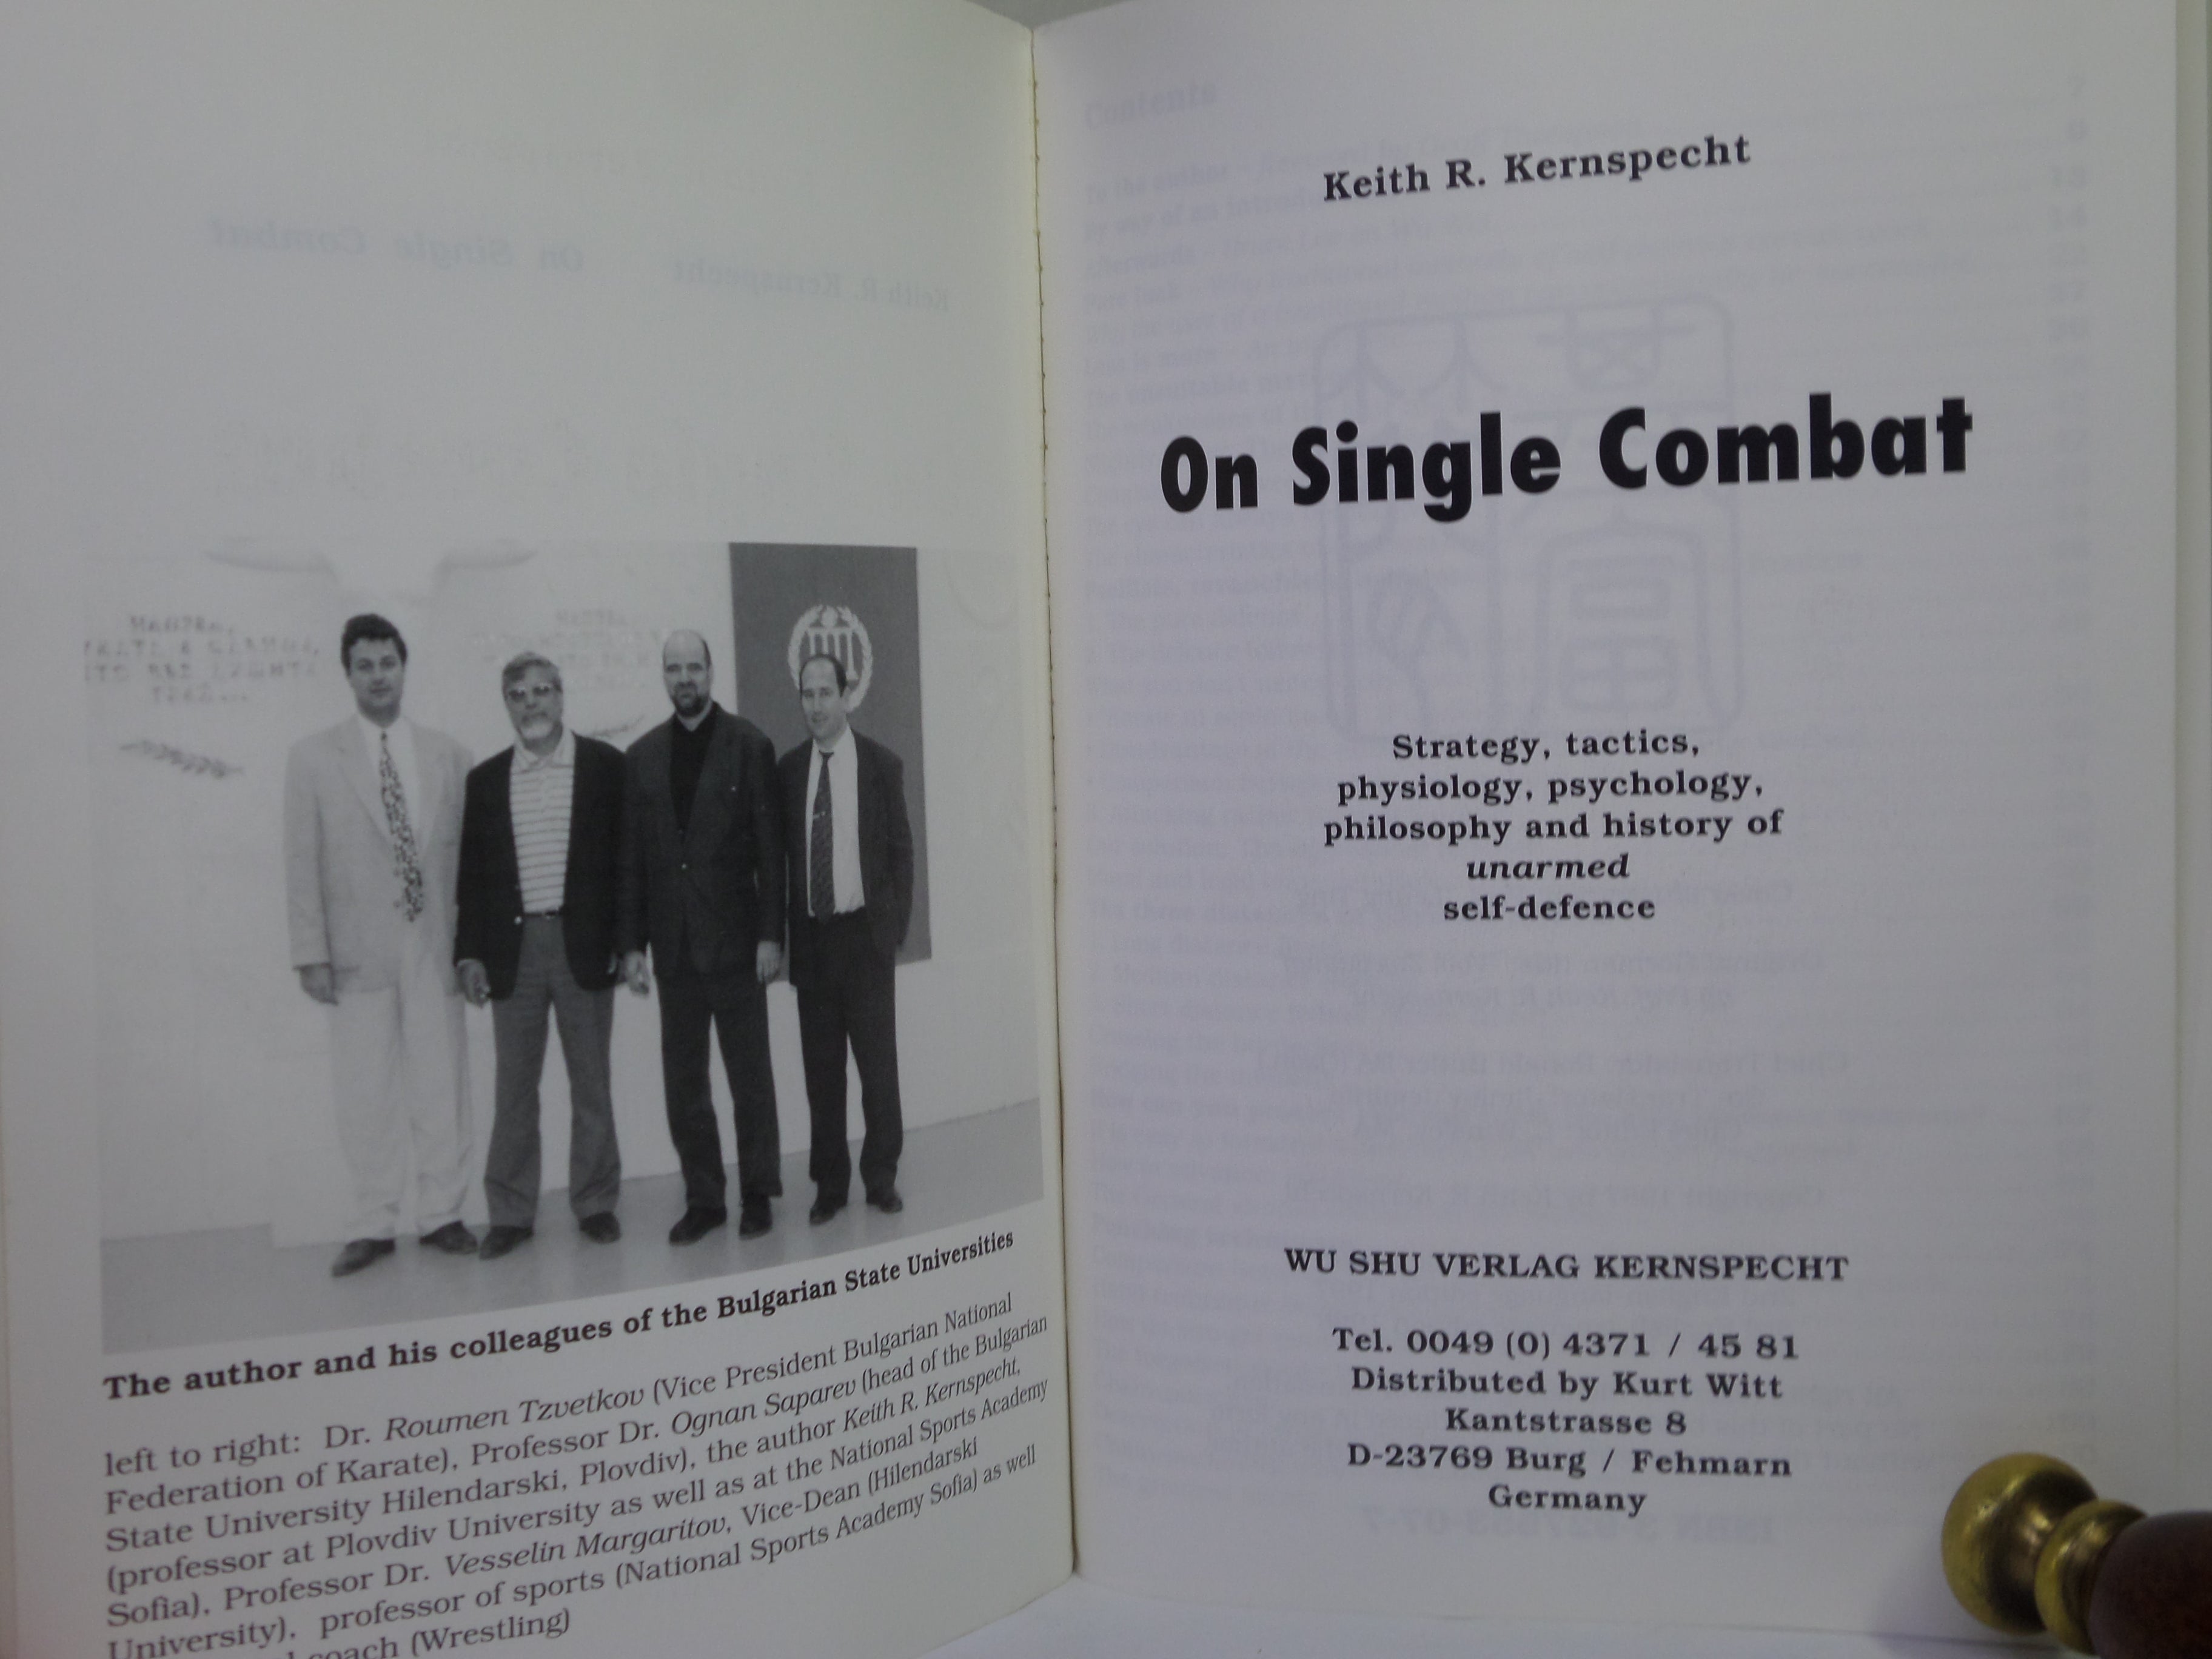 The author and his colleagues of the Bulgarian State Universities
left to right: Dr. Roumen Tzvetkov (Vice President Bulgarian National
Federation of Karate), Professor Dr. Ognan Saparev (head of the Bulgarian
State University Hilendarski, Plovdiv), the author Keith R. Kernspecht,
(professor at Plovdiv University as well as at the National Sports Academy
Sofia), Professor Dr. Vesselin Margaritov, Vice-Dean (Hilendarski
University), professor of sports (National Sports Academy Sofia) as well
coach (Wrestling)
Keith R. Kernspecht
On Single Combat
Strategy, tactics,
physiology, psychology,
philosophy and history of
unarmed
self-defence
WU SHU VERLAG KERNSPECHT
Tel. 0049 (0) 4371 / 45 81
Distributed by Kurt Witt
Kantstrasse 8
D-23769 Burg / Fehmarn
Germany